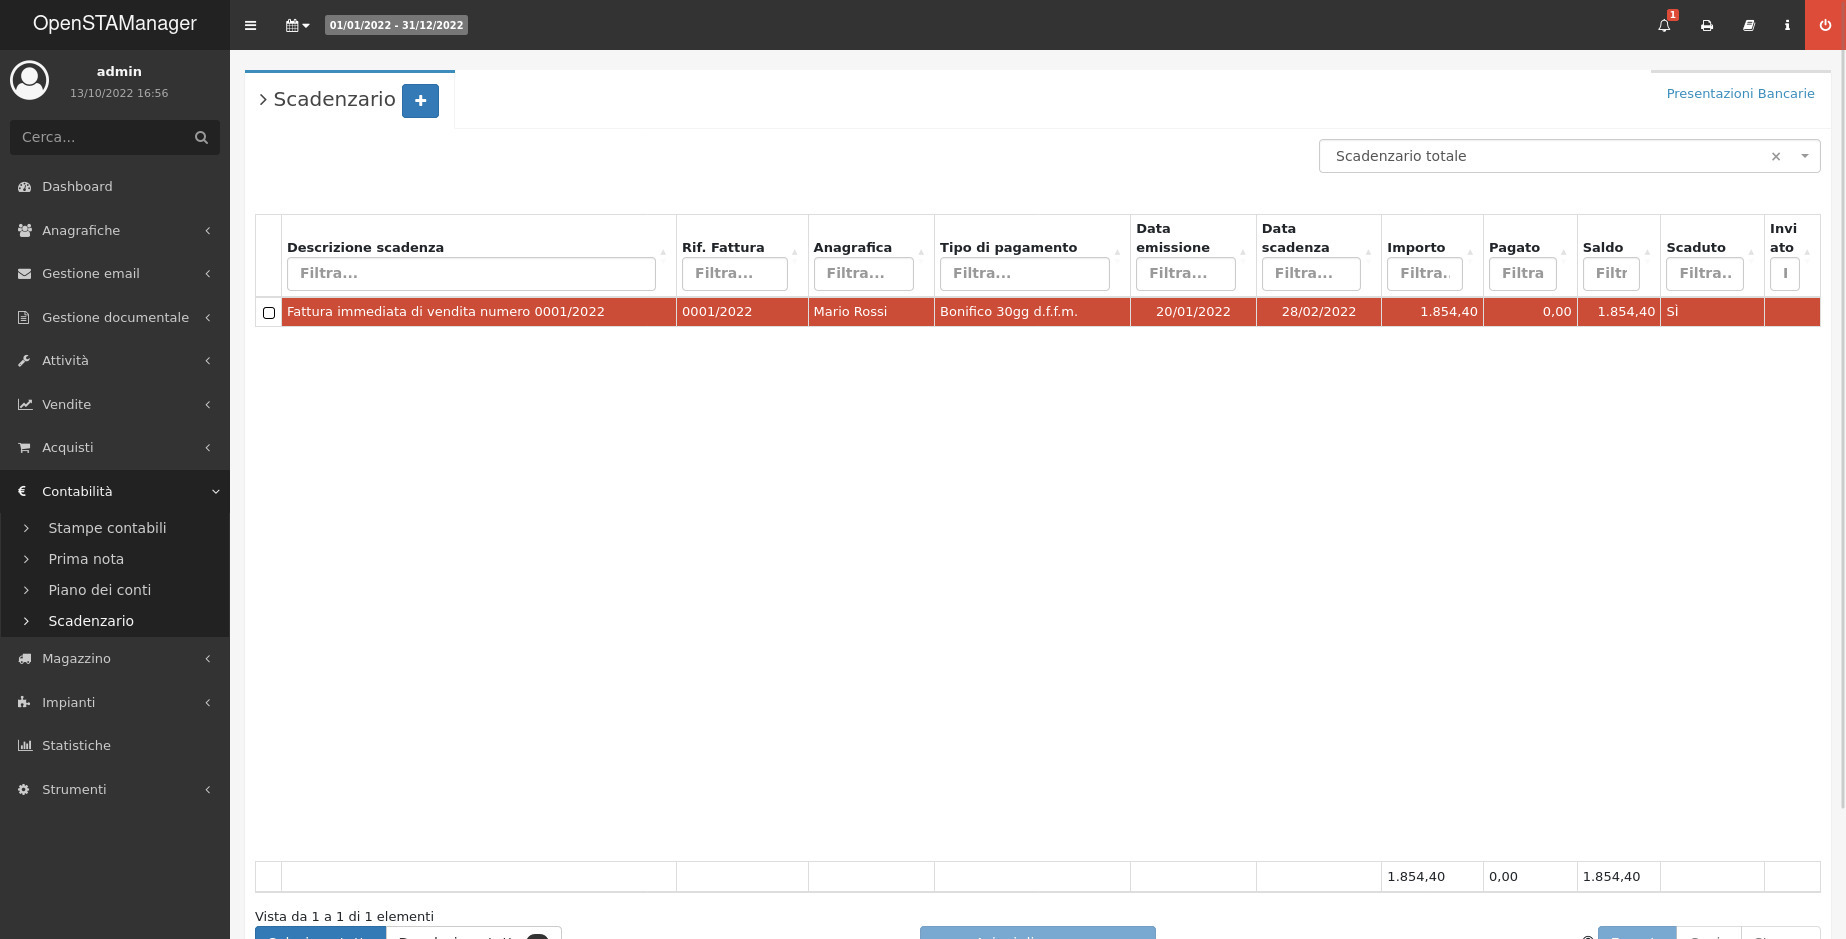 OpenSTAManager
01/01/2022 - 31/12/2022
1
admin
13/10/2022 16:56
Cerca...
Dashboard
Anagrafiche
Gestione email
Gestione documentale
Attività
Vendite
Acquisti
Contabilità
Stampe contabili
Prima nota
Piano dei conti
Scadenzario
Magazzino
Impianti
Statistiche
Strumenti
Scadenzario
Presentazioni Bancarie
Scadenzario totale
Descrizione scadenza Rif. Fattura Anagrafica Tipo di pagamento Data emissione Data scadenza Importo Pagato Saldo Scaduto Inviato
Filtra... Filtra... Filtra... Filtra... Filtra... Filtra... Filtra.. Filtra Filtr Filtra..
Fattura immediata di vendita numero 0001/2022 0001/2022 Mario Rossi Bonifico 30gg d.f.f.m. 20/01/2022 28/02/2022 1.854,40 0,00 1.854,40 SÌ
1.854,40 0,00 1.854,40
Vista da 1 a 1 di 1 elementi